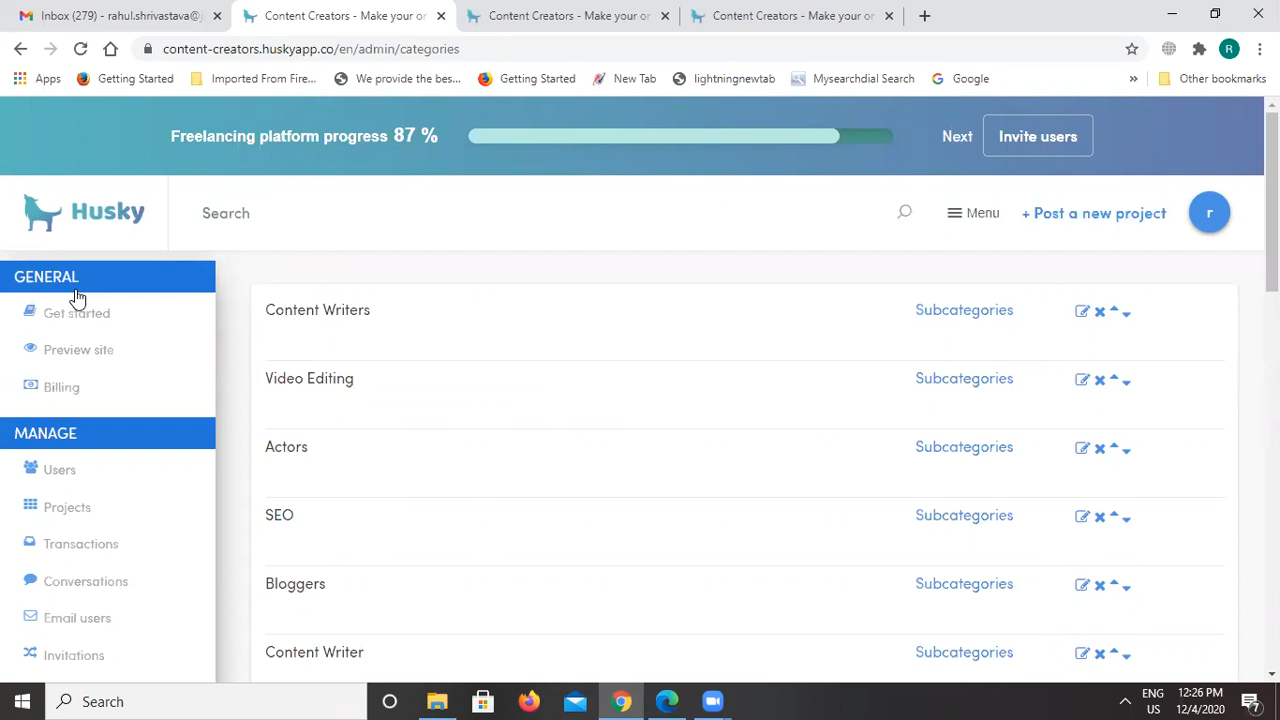 Inbox (279) - rahul.shrivastava@j
Content Creators - Make your or
Content Creators - Make your or
Content Creators - Make your or
content-creators.huskyapp.co/en/admin/categories
R
Apps
Getting Started
Imported From Fire...
We provide the bes...
Getting Started
New Tab
lightningnewtab
Mysearchdial Search
Google
Other bookmarks
Freelancing platform progress 87 %
Next
Invite users
Husky
Search
Menu
+ Post a new project
r
GENERAL
Get started
Preview site
Billing
MANAGE
Users
Projects
Transactions
Conversations
Email users
Invitations
Content Writers Subcategories
Video Editing Subcategories
Actors Subcategories
SEO Subcategories
Bloggers Subcategories
Content Writer Subcategories
Search
ENG 12:26 PM
US 12/4/2020
7